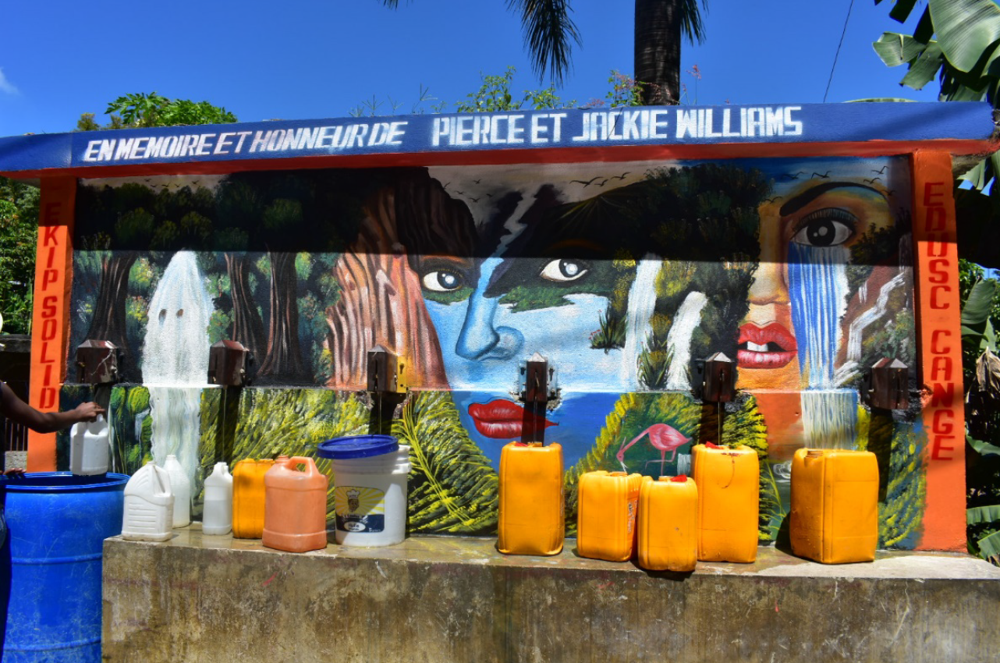 EN MEMOIRE ET HONNEUR DE PIERCE ET JACKIE WILLIAMS
EKIP SOLID
EDUSC CANGE